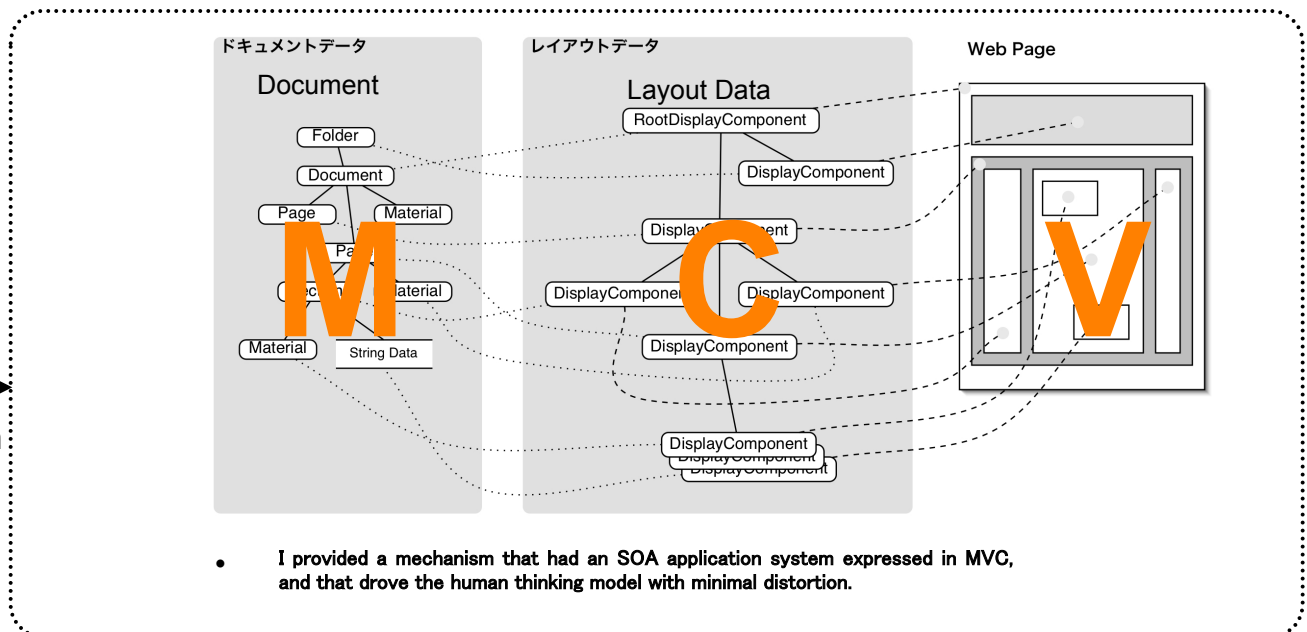 ドキュメントデータ
レイアウトデータ
Web Page
Document
Layout Data
RootDisplayComponent
Folder
DisplayComponent
Document
Page
Material
DisplayComponent
DisplayComponent
DisplayComponent
DisplayComponent
Material
String Data
DisplayComponent
DisplayComponent
DisplayComponent
M
C
V
• I provided a mechanism that had an SOA application system expressed in MVC,
and that drove the human thinking model with minimal distortion.